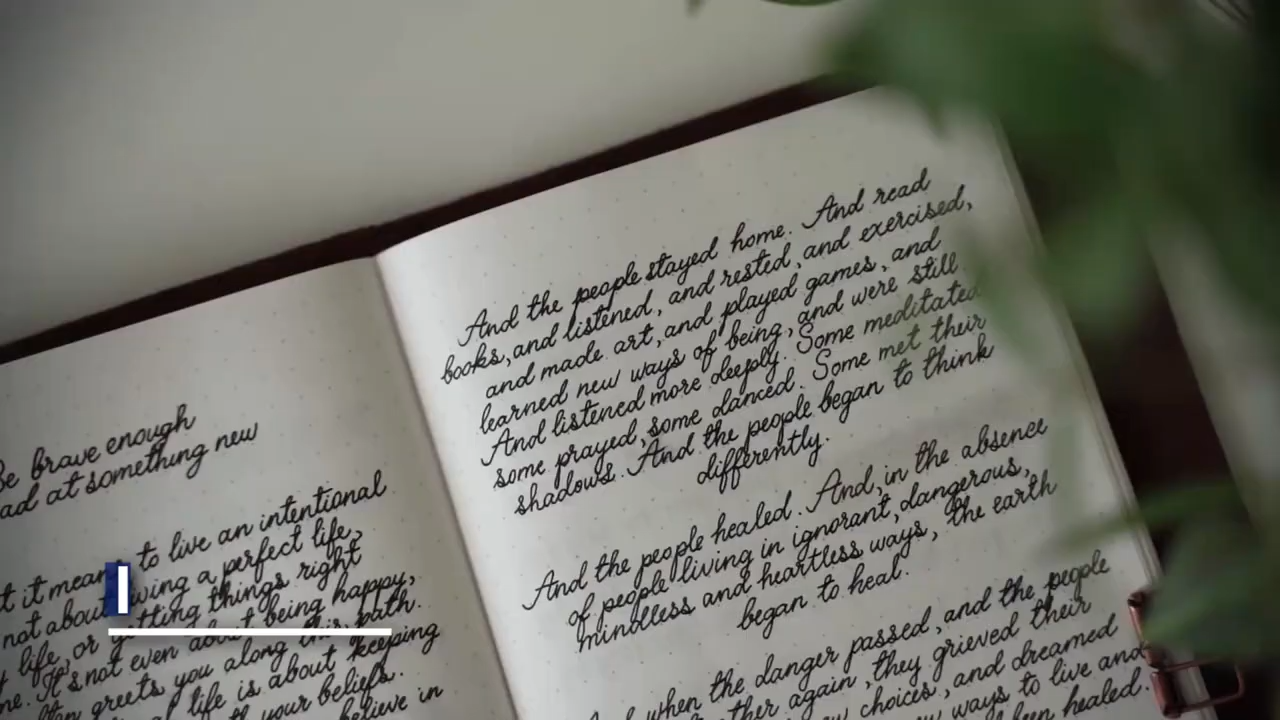 Be brave enough
ad at something new
to live an intentional
not about living a perfect life,
life, or getting things right
It's not even about being happy,
greets you along this path.
life is about keeping
your beliefs.
believe in
And the people stayed home. And read
books, and listened, and rested, and exercised,
and made art, and played games, and
learned new ways of being, and were still
And listened more deeply. Some meditated
some prayed, some danced. Some met their
shadows. And the people began to think
differently.
And the people healed. And, in the absence
of people living in ignorant, dangerous,
mindless and heartless ways, the earth
began to heal.
when the danger passed, and the people
again, they grieved their
choices, and dreamed
ways to live and
healed.